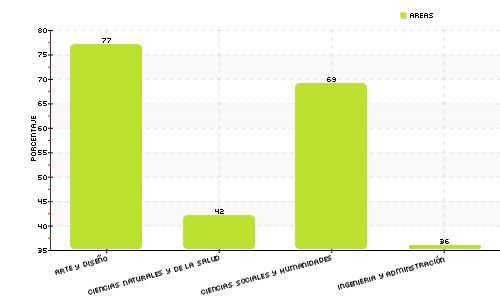 AREAS
80
77
75
70
69
65
60
55
50
45
42
40
36
35
PORCENTAJE
ARTE Y DISEÑO
CIENCIAS NATURALES Y DE LA SALUD
CIENCIAS SOCIALES Y HUMANIDADES
INGENIERIA Y ADMINSTRACIÓN